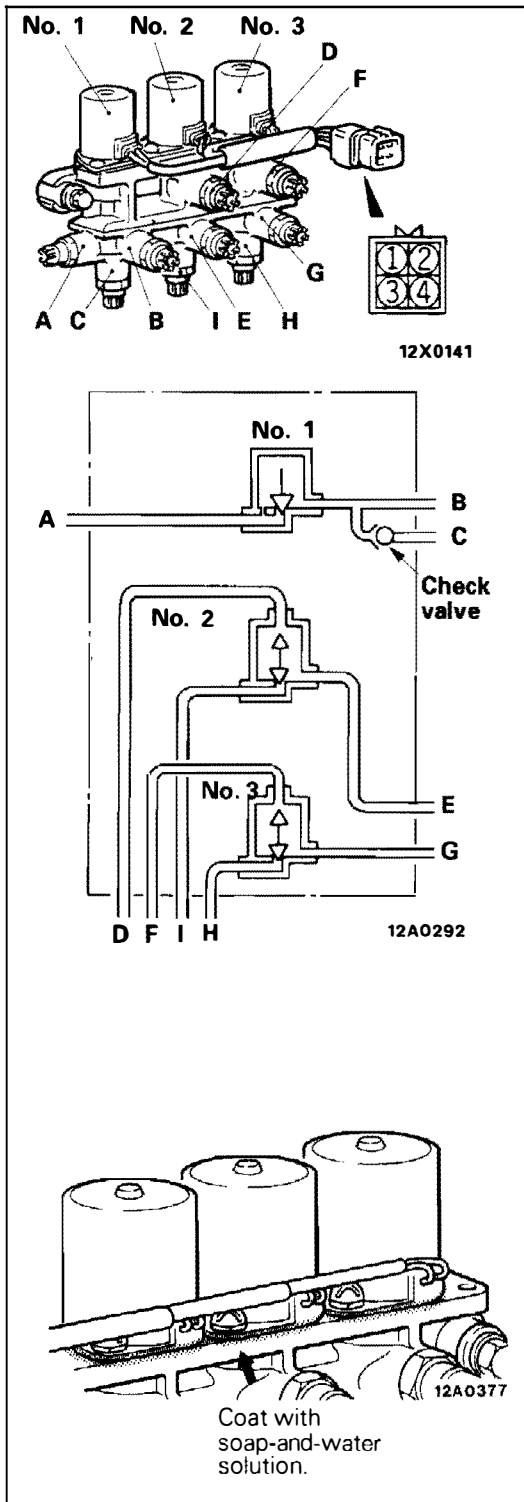 No. 1 No. 2 No. 3
D
F
1 2
3 4
G
A C B I E H
12X0141
No. 1
A
B
C
Check
valve
No. 2
No. 3
E
G
D F I H
12A0292
12A0377
Coat with
soap-and-water
solution.